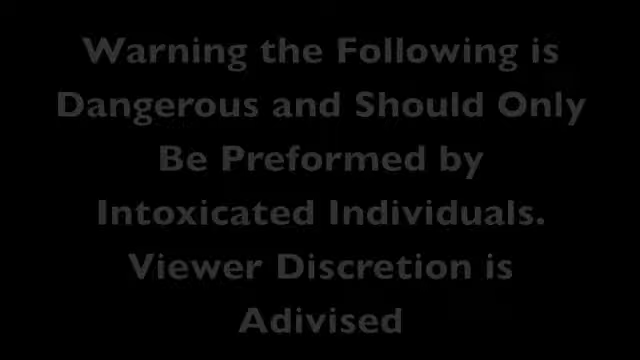 Warning the Following is
Dangerous and Should Only
Be Preformed by
Intoxicated Individuals.
Viewer Discretion is
Adivised